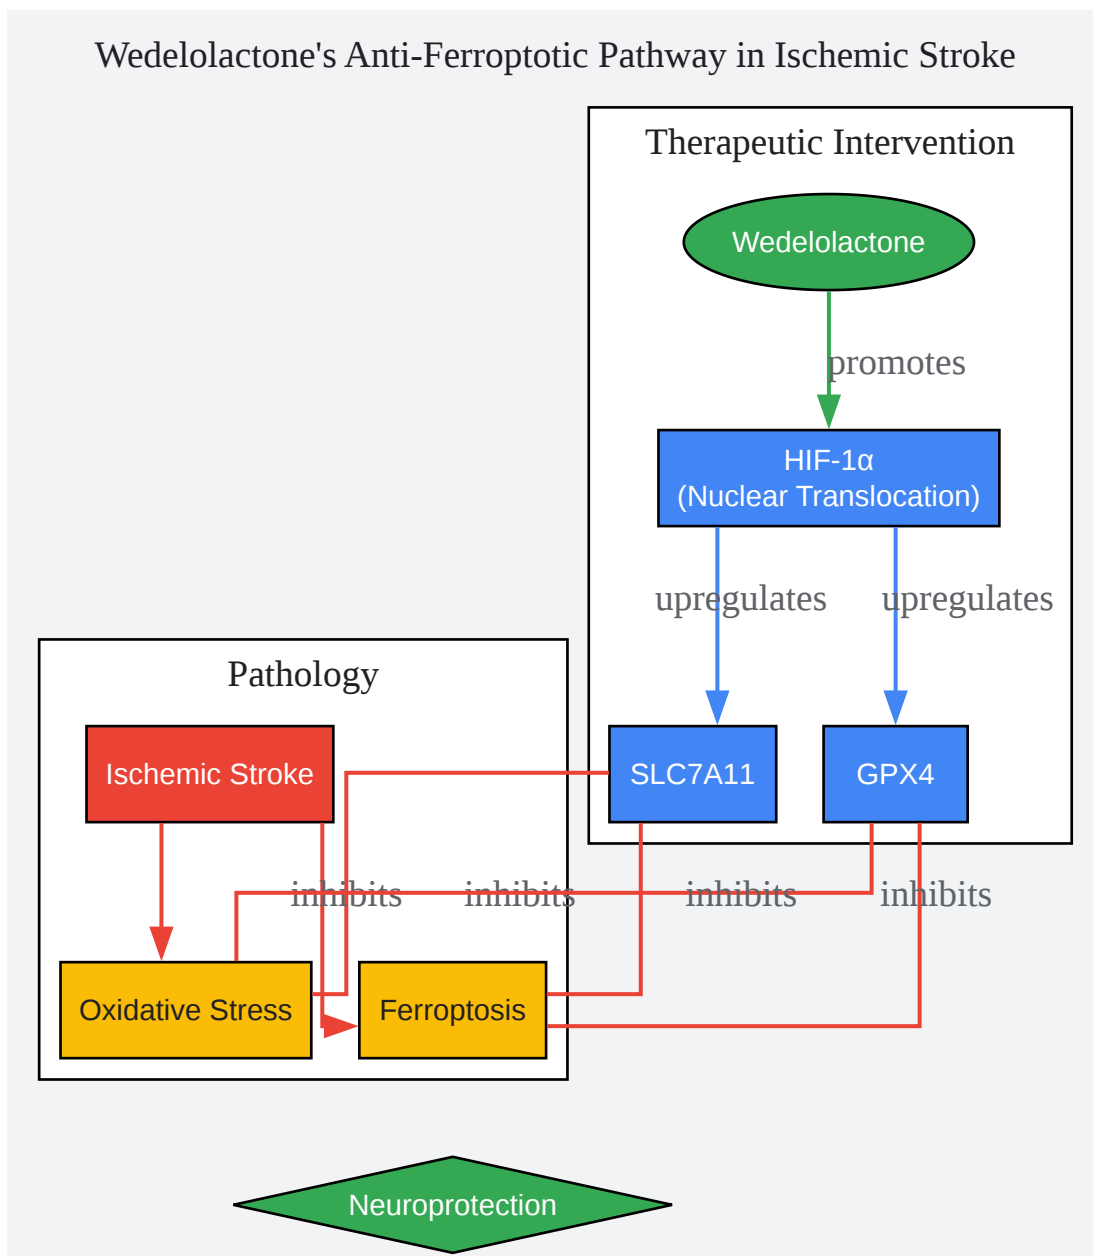 Wedelolactone's Anti-Ferroptotic Pathway in Ischemic Stroke
Therapeutic Intervention
Wedelolactone
promotes
HIF-1α
(Nuclear Translocation)
upregulates
upregulates
Pathology
Ischemic Stroke
SLC7A11
GPX4
inhibits
inhibits
inhibits
inhibits
Oxidative Stress
Ferroptosis
Neuroprotection